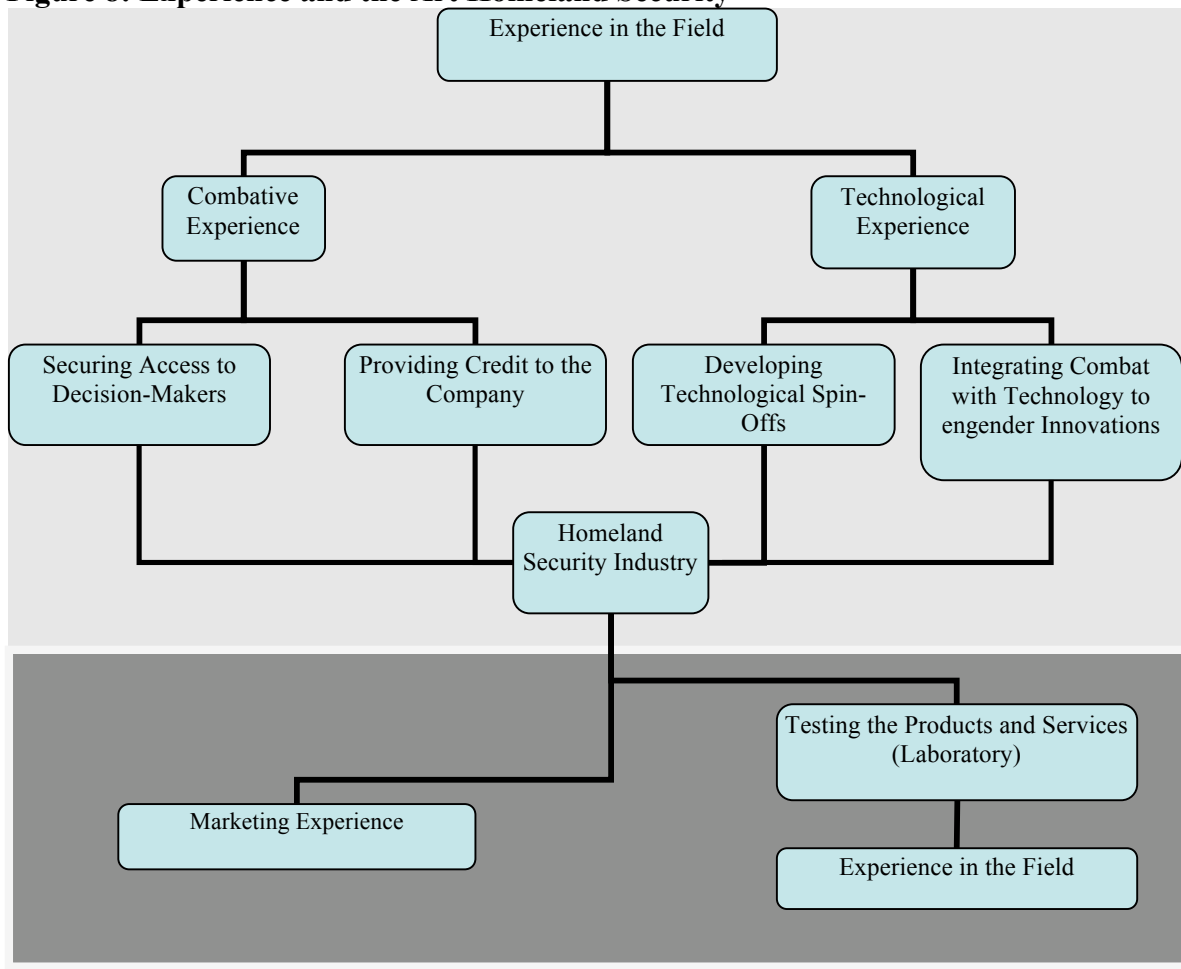 Experience in the Field
Combative
Experience
Technological
Experience
Securing Access to
Decision-Makers
Providing Credit to the
Company
Developing
Technological Spin-
Offs
Integrating Combat
with Technology to
engender Innovations
Homeland
Security Industry
Testing the Products and Services
(Laboratory)
Marketing Experience
Experience in the Field